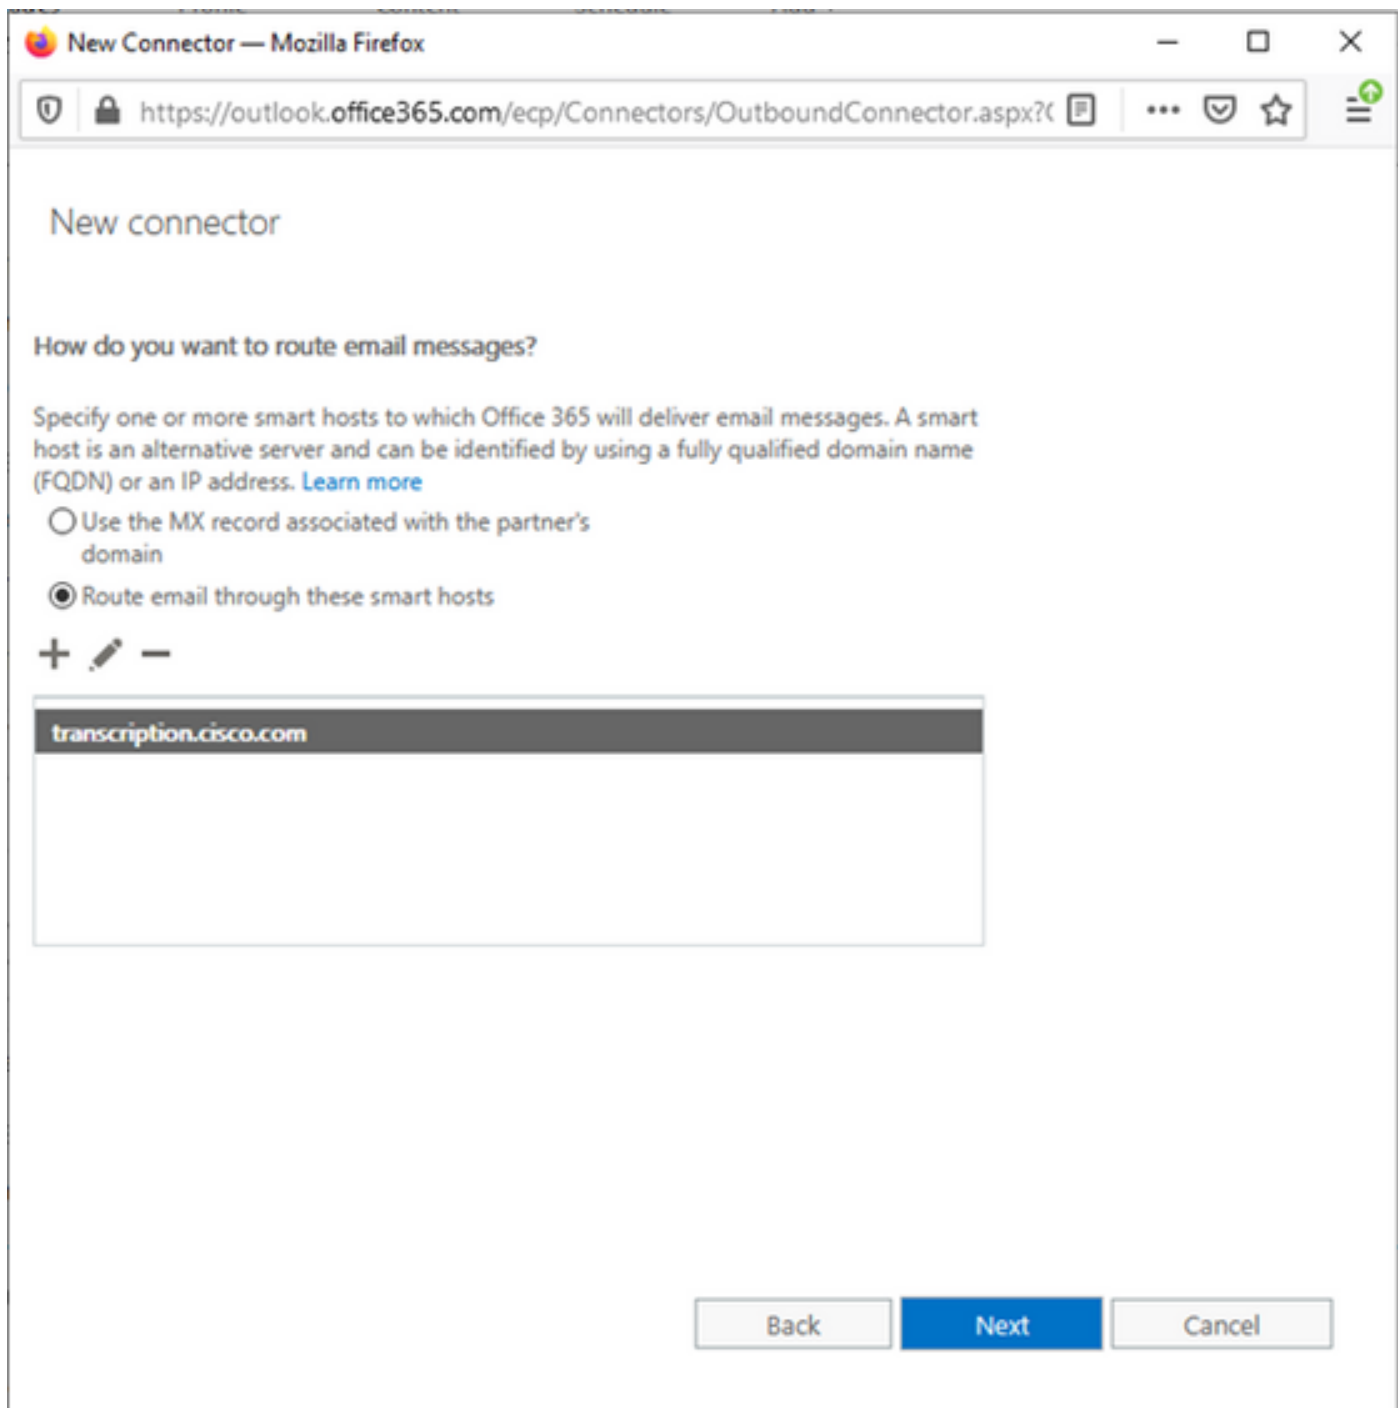 New Connector — Mozilla Firefox
https://outlook.office365.com/ecp/Connectors/OutboundConnector.aspx?(
New connector
How do you want to route email messages?
Specify one or more smart hosts to which Office 365 will deliver email messages. A smart
host is an alternative server and can be identified by using a fully qualified domain name
(FQDN) or an IP address. Learn more
Use the MX record associated with the partner's
domain
Route email through these smart hosts
transcription.cisco.com
Back Next Cancel